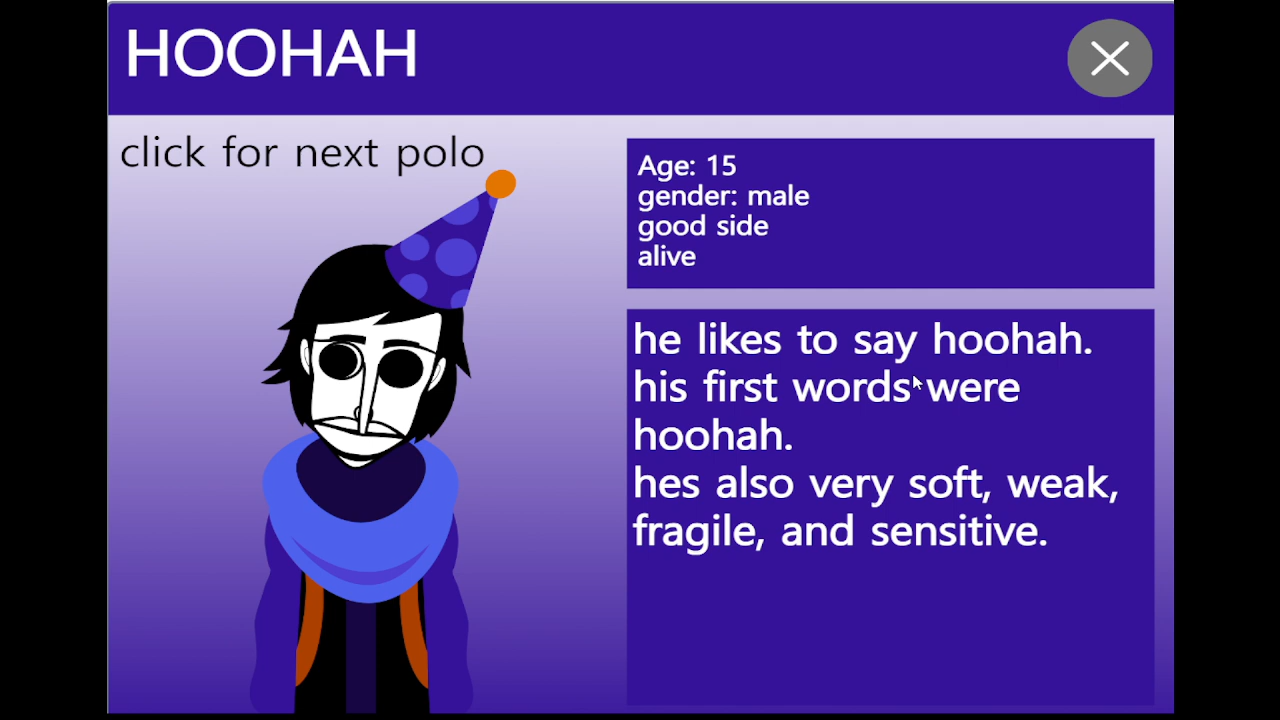 HOOHAH
click for next polo
Age: 15
gender: male
good side
alive
he likes to say hoohah.
his first words were
hoohah.
hes also very soft, weak,
fragile, and sensitive.